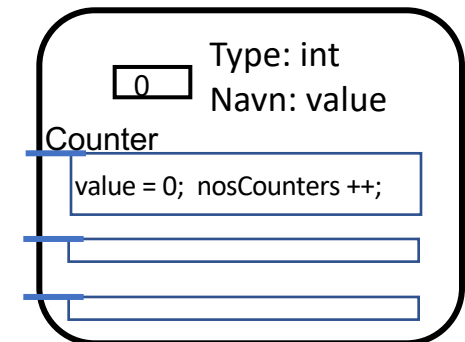 Type: int
0
Navn: value
Counter
value = 0;  nosCounters ++;